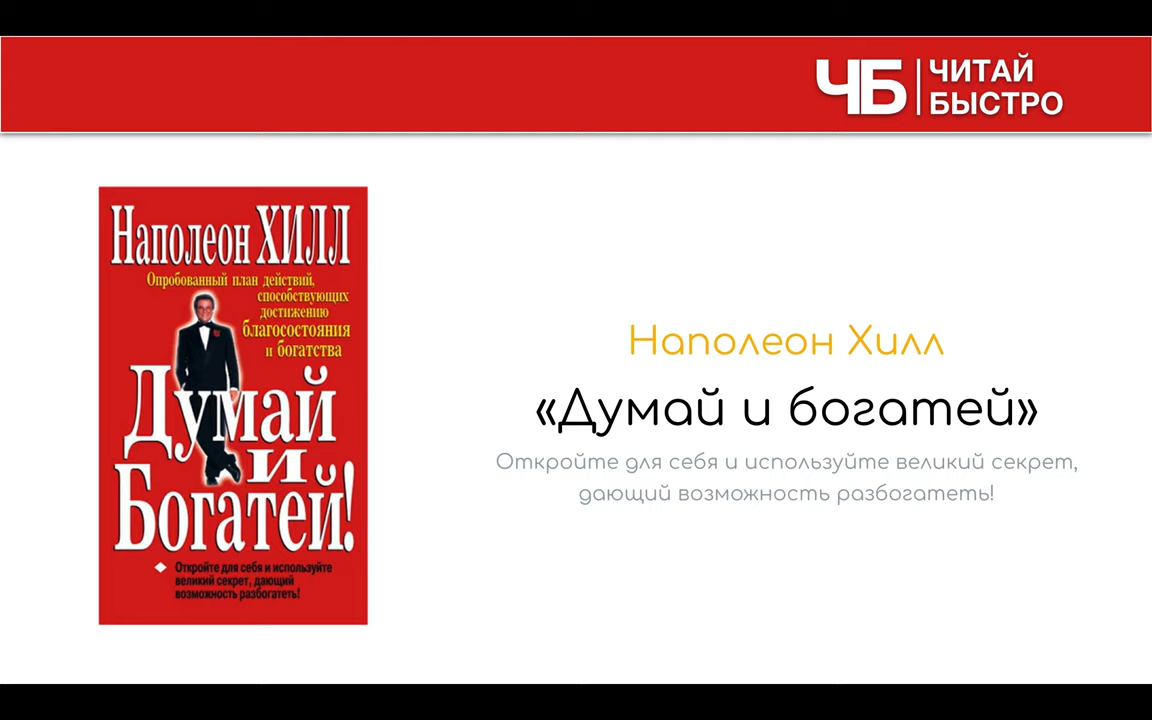 ЧБ
ЧИТАЙ
БЫСТРО
Наполеон ХИЛЛ
Опробованный план действий,
способствующих
достижению
благосостояния
и богатства
Думай
и
Богатей!
Откройте для себя и используйте
великий секрет, дающий
возможность разбогатеть!
Наполеон Хилл
«Думай и богатей»
Откройте для себя и используйте великий секрет,
дающий возможность разбогатеть!